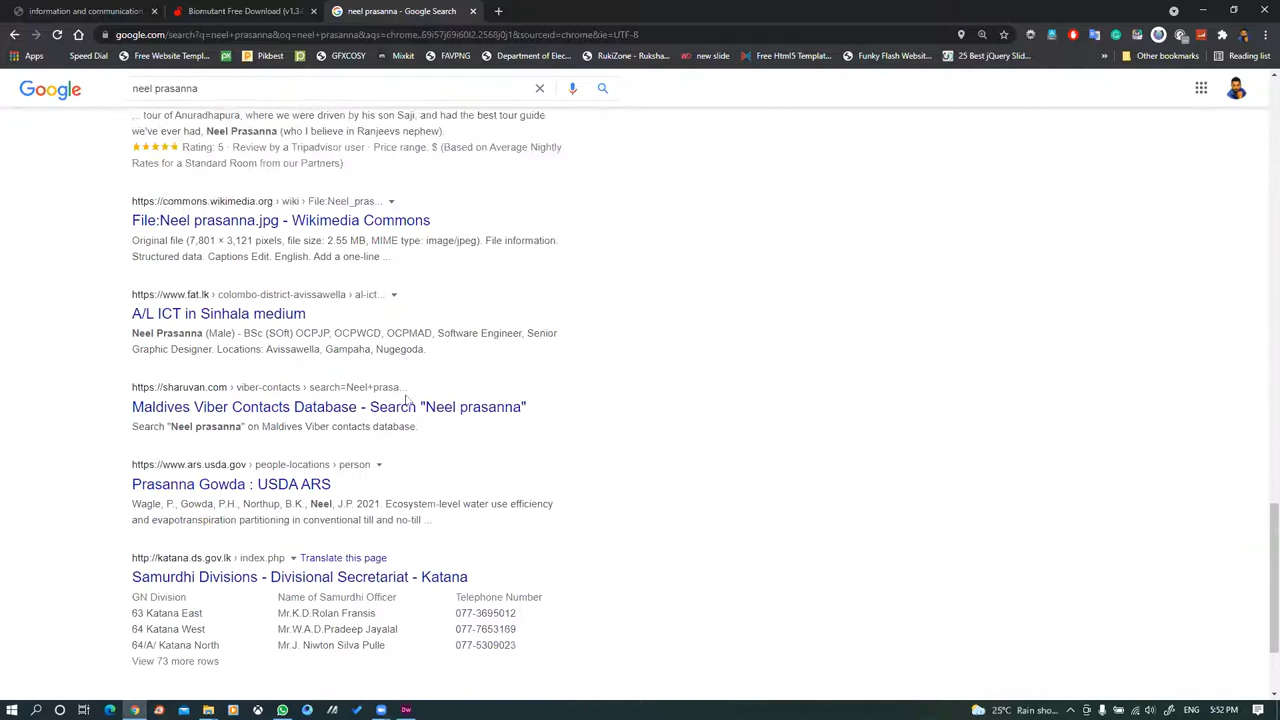 information and communication
Biomutant Free Download (v1.3.
neel prasanna - Google Search
google.com/search?q=neel+prasanna&oq=neel+prasanna&aqs=chrome..69i57j69i60l2.2568j0j1&sourceid=chrome&ie=UTF-8
Apps Speed Dial Free Website Templ... Pikbest GFXCOSY Miomantis FPPHOTO Department of Elec... RukiBucket - Ruksha... new slide Free Html5 Templat... Funky Flash Website... 25 Best jQuery Slid... Other bookmarks Reading list
Google
neel prasanna
... tour of Anuradhapura, where we were driven by his son Saji, and had the best tour guide
we've ever had, Neel Prasanna (who I believe in Ranjeevs nephew).
Rating: 5 · Review by a Tripadvisor user · Price range: $ (Based on Average Nightly
Rates for a Standard Room from our Partners)
https://commons.wikimedia.org › wiki › File:Neel_pras...
File:Neel prasanna.jpg - Wikimedia Commons
Original file (7,801 × 3,121 pixels, file size: 2.55 MB, MIME type: image/jpeg). File information.
Structured data. Captions Edit. English. Add a one-line ...
https://www.fat.lk › colombo-district-avissawella › al-ict...
A/L ICT in Sinhala medium
Neel Prasanna (Male) - BSc (SOft) OCPJP, OCPWCD, OCPMAD, Software Engineer, Senior
Graphic Designer. Locations: Avissawella, Gampaha, Nugegoda.
https://sharuvan.com › viber-contacts › search=Neel+prasa...
Maldives Viber Contacts Database - Search "Neel prasanna"
Search "Neel prasanna" on Maldives Viber contacts database.
https://www.ars.usda.gov › people-locations › person
Prasanna Gowda : USDA ARS
Wagle, P., Gowda, P.H., Northup, B.K., Neel, J.P. 2021. Ecosystem-level water use efficiency
and evapotranspiration partitioning in conventional till and no-till ...
http://katana.ds.gov.lk › index.php Translate this page
Samurdhi Divisions - Divisional Secretariat - Katana
GN Division Name of Samurdhi Officer Telephone Number
63 Katana East Mr.K.D.Rolan Fransis 077-3695012
64 Katana West Mr.W.A.D.Pradeep Jayalal 077-7653169
64/A/ Katana North Mr.J. Niwton Silva Pulle 077-5309023
View 73 more rows
25°C Rain sho... 5:52 PM